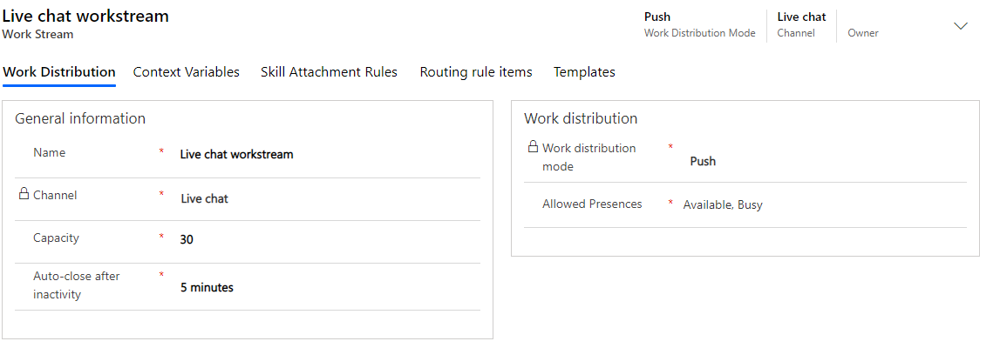 Live chat workstream
Work Stream
Push
Work Distribution Mode
Live chat
Channel
Owner
Work Distribution
Context Variables
Skill Attachment Rules
Routing rule items
Templates
General information
Name * Live chat workstream
Channel * Live chat
Capacity * 30
Auto-close after
inactivity * 5 minutes
Work distribution
Work distribution
mode * Push
Allowed Presences * Available, Busy